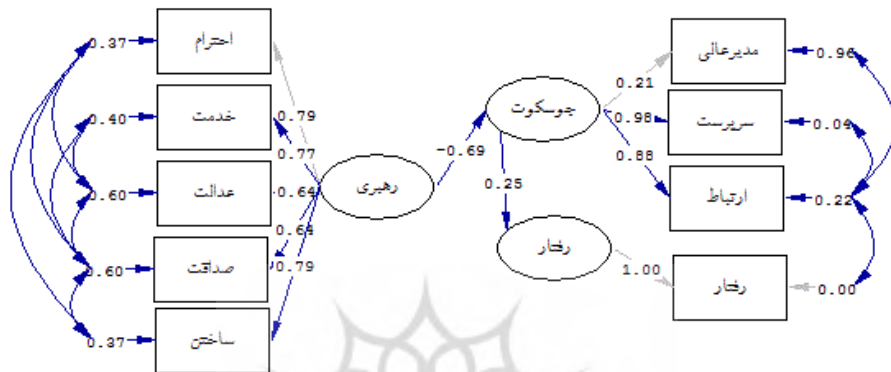 احترام
خدمت
عدالت
صداقت
ساختن
رهبری
جوسکوت
رفتار
مدیرعالی
سرپرست
ارتباط
رفتار
0.37
0.40
0.60
0.60
0.37
0.79
0.77
0.64
0.64
0.79
-0.69
0.25
0.21
0.98
0.88
1.00
0.96
0.04
0.22
0.00